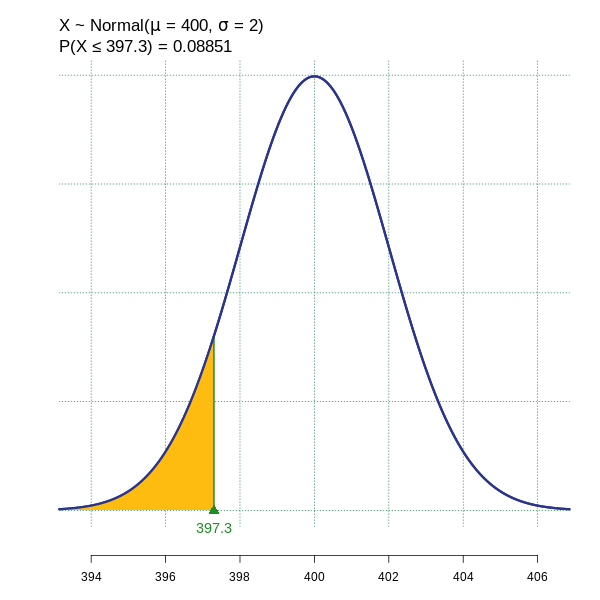 X ~ Normal(μ = 400, σ = 2)
P(X ≤ 397.3) = 0.08851
397.3
394 396 398 400 402 404 406